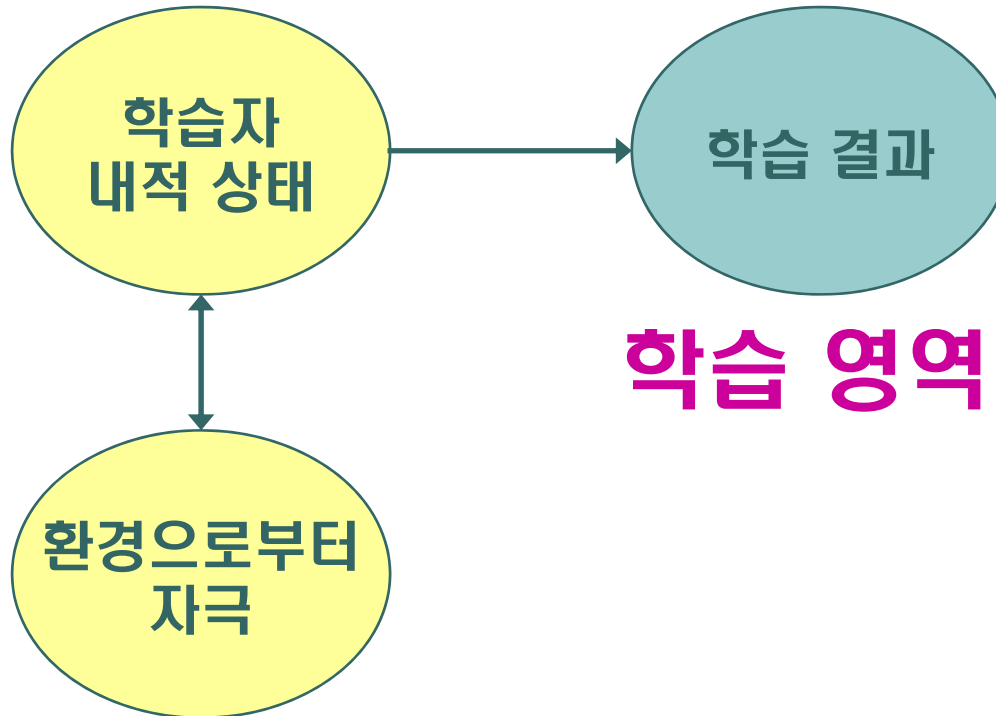 학습자
내적 상태
학습 결과
학습 영역
환경으로부터
자극